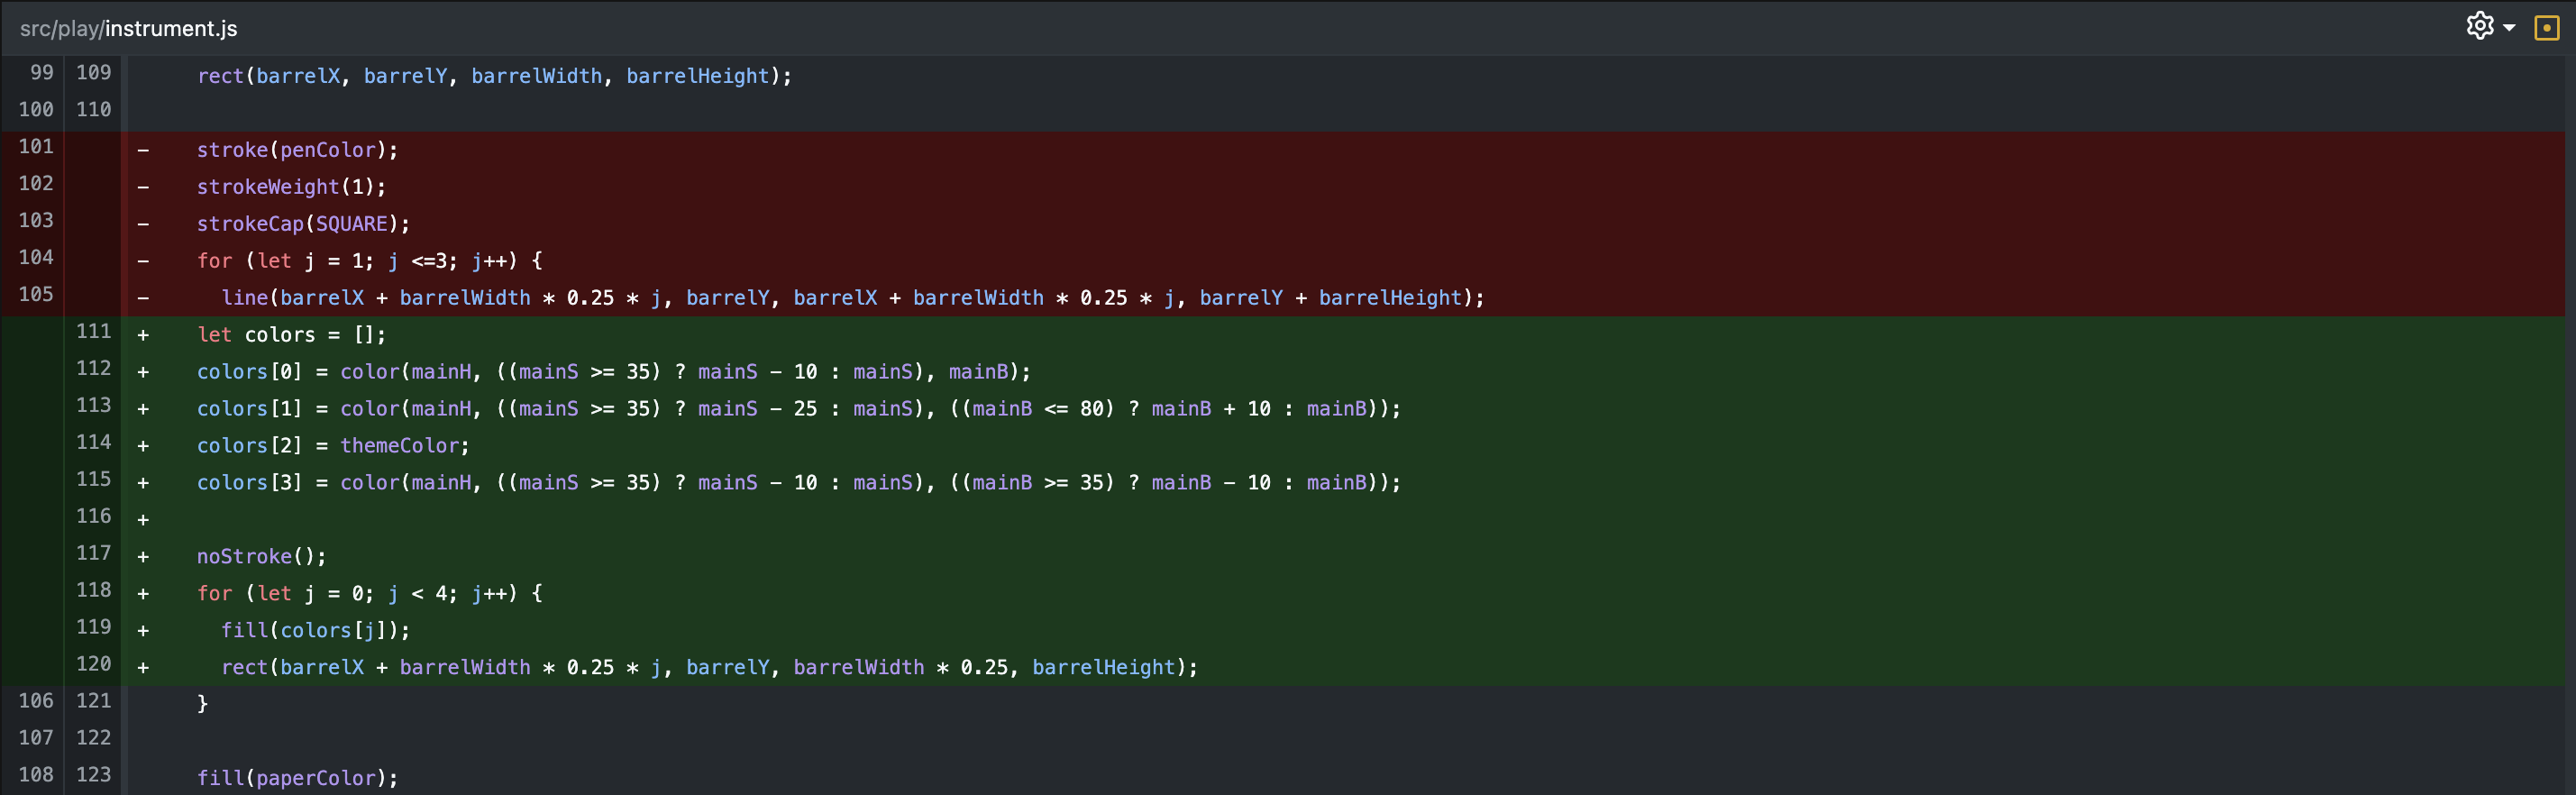 src/play/instrument.js
99 109 rect(barrelX, barrelY, barrelWidth, barrelHeight);
100 110
101 - stroke(penColor);
102 - strokeWeight(1);
103 - strokeCap(SQUARE);
104 - for (let j = 1; j <=3; j++) {
105 - line(barrelX + barrelWidth * 0.25 * j, barrelY, barrelX + barrelWidth * 0.25 * j, barrelY + barrelHeight);
111 + let colors = [];
112 + colors[0] = color(mainH, ((mainS >= 35) ? mainS - 10 : mainS), mainB);
113 + colors[1] = color(mainH, ((mainS >= 35) ? mainS - 25 : mainS), ((mainB <= 80) ? mainB + 10 : mainB));
114 + colors[2] = themeColor;
115 + colors[3] = color(mainH, ((mainS >= 35) ? mainS - 10 : mainS), ((mainB >= 35) ? mainB - 10 : mainB));
116 +
117 + noStroke();
118 + for (let j = 0; j < 4; j++) {
119 + fill(colors[j]);
120 + rect(barrelX + barrelWidth * 0.25 * j, barrelY, barrelWidth * 0.25, barrelHeight);
106 121 }
107 122
108 123 fill(paperColor);